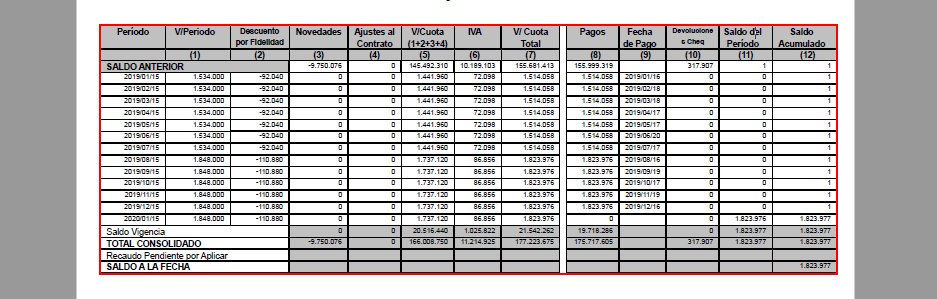 Período V/Periodo Descuento por Fidelidad Novedades Ajustes al Contrato V/Cuota (1+2+3+4) IVA V/ Cuota Total Pagos Fecha de Pago Devoluciones Cheq Saldo del Período Saldo Acumulado
(1) (2) (3) (4) (5) (6) (7) (8) (9) (10) (11) (12)
SALDO ANTERIOR -9.750.076 0 145.492.310 10.189.103 155.681.413 155.999.319 317.907 1 1
2019/01/15 1.534.000 -92.040 0 0 1.441.960 72.098 1.514.058 1.514.058 2019/01/16 0 0 1
2019/02/15 1.534.000 -92.040 0 0 1.441.960 72.098 1.514.058 1.514.058 2019/02/18 0 0 1
2019/03/15 1.534.000 -92.040 0 0 1.441.960 72.098 1.514.058 1.514.058 2019/03/18 0 0 1
2019/04/15 1.534.000 -92.040 0 0 1.441.960 72.098 1.514.058 1.514.058 2019/04/17 0 0 1
2019/05/15 1.534.000 -92.040 0 0 1.441.960 72.098 1.514.058 1.514.058 2019/05/17 0 0 1
2019/06/15 1.534.000 -92.040 0 0 1.441.960 72.098 1.514.058 1.514.058 2019/06/20 0 0 1
2019/07/15 1.534.000 -92.040 0 0 1.441.960 72.098 1.514.058 1.514.058 2019/07/17 0 0 1
2019/08/15 1.848.000 -110.880 0 0 1.737.120 86.856 1.823.976 1.823.976 2019/08/16 0 0 1
2019/09/15 1.848.000 -110.880 0 0 1.737.120 86.856 1.823.976 1.823.976 2019/09/19 0 0 1
2019/10/15 1.848.000 -110.880 0 0 1.737.120 86.856 1.823.976 1.823.976 2019/10/17 0 0 1
2019/11/15 1.848.000 -110.880 0 0 1.737.120 86.856 1.823.976 1.823.976 2019/11/19 0 0 1
2019/12/15 1.848.000 -110.880 0 0 1.737.120 86.856 1.823.976 1.823.976 2019/12/16 0 0 1
2020/01/15 1.848.000 -110.880 0 0 1.737.120 86.856 1.823.976 0 0 1.823.976 1.823.977
Saldo Vigencia 0 0 20.516.440 1.025.822 21.542.262 19.718.286 0 1.823.977 1.823.977
TOTAL CONSOLIDADO -9.750.076 0 166.008.750 11.214.925 177.223.675 175.717.605 317.907 1.823.977 1.823.977
Recaudo Pendiente por Aplicar
SALDO A LA FECHA 1.823.977